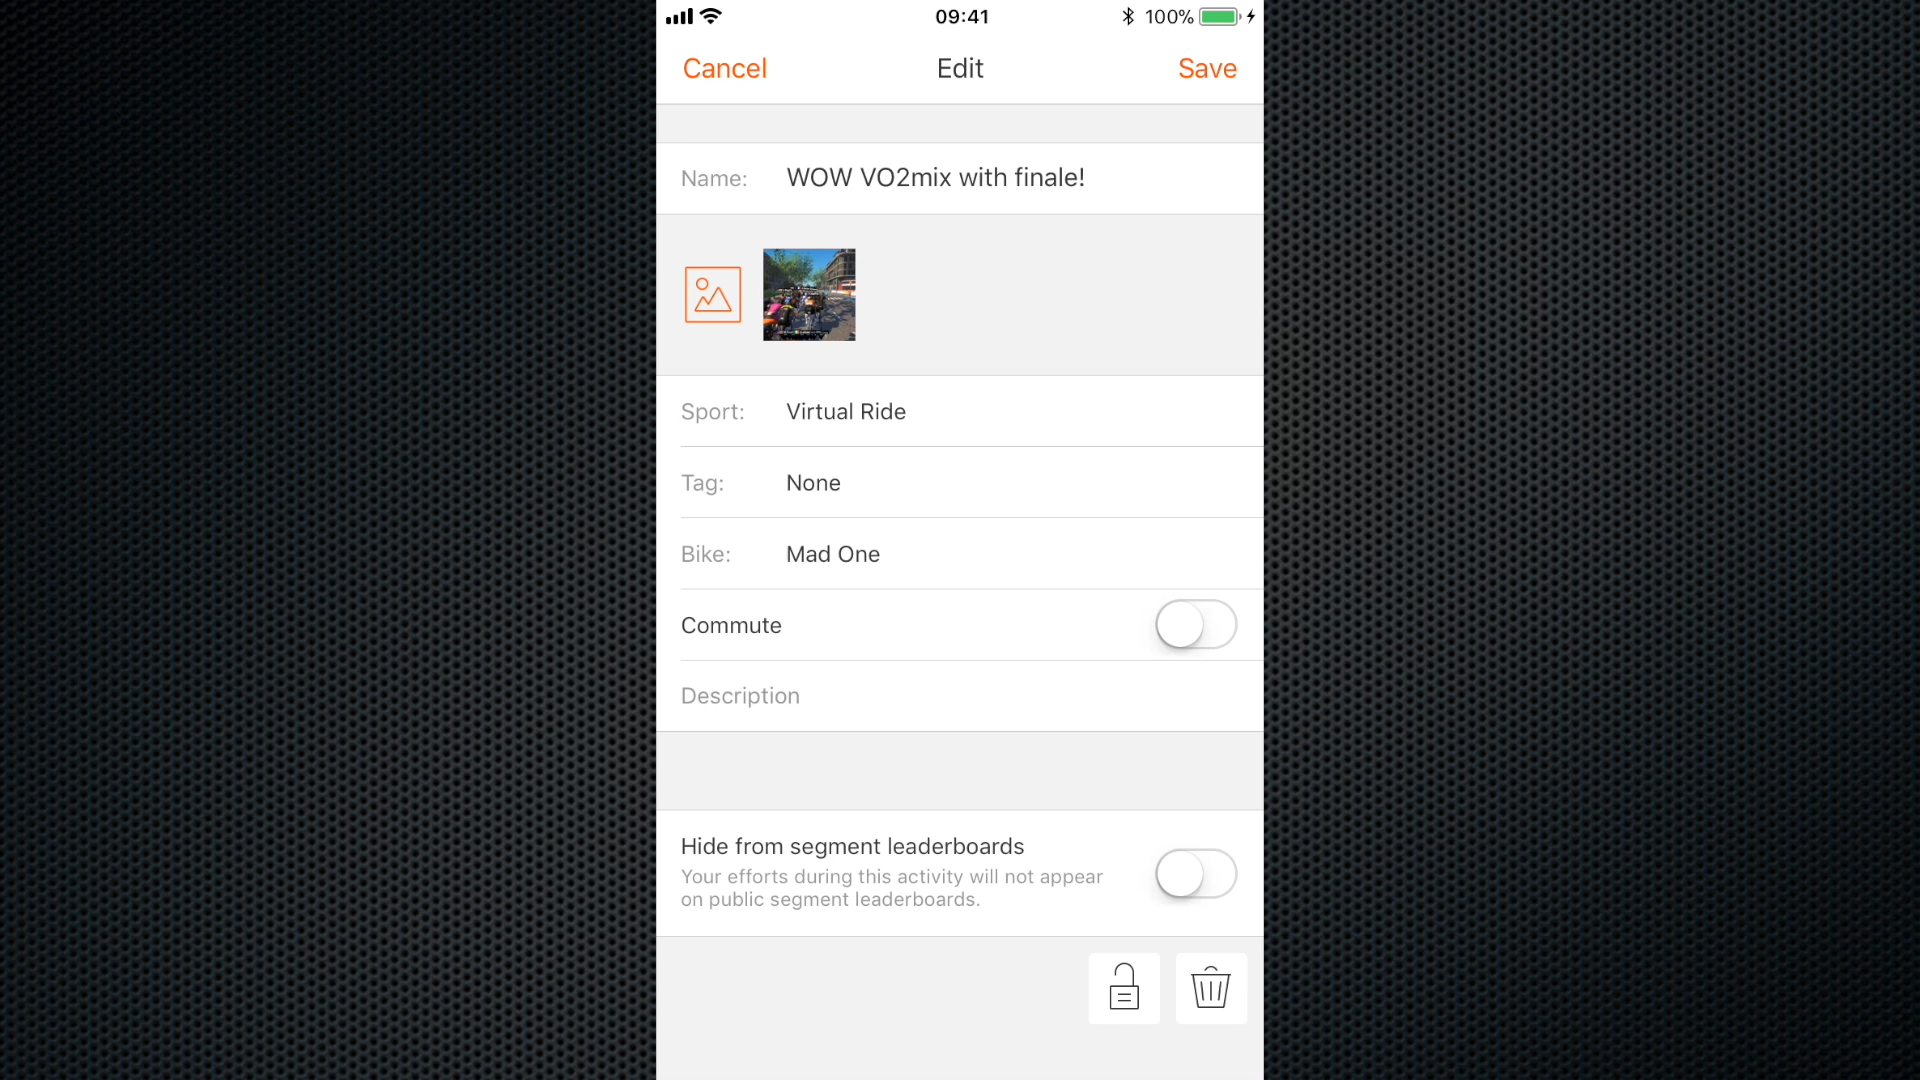 09:41
100%
Cancel
Edit
Save
Name: WOW VO2mix with finale!
Sport: Virtual Ride
Tag: None
Bike: Mad One
Commute
Description
Hide from segment leaderboards
Your efforts during this activity will not appear
on public segment leaderboards.